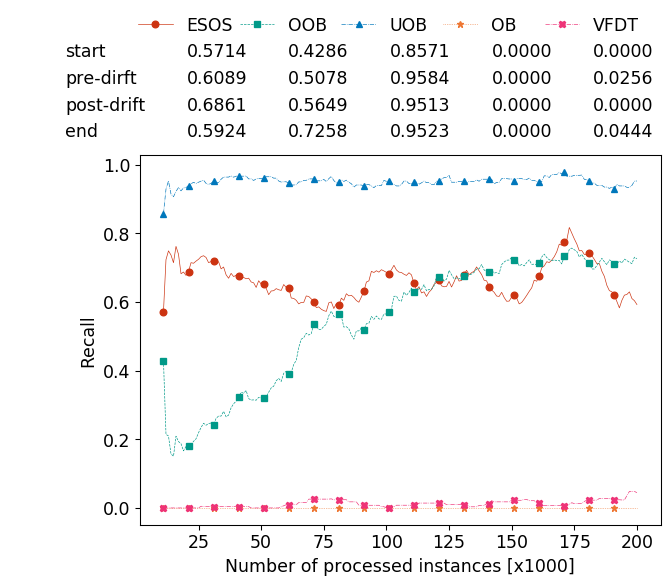 ESOS OOB UOB OB VFDT
start 0.5714 0.4286 0.8571 0.0000 0.0000
pre-dirft 0.6089 0.5078 0.9584 0.0000 0.0256
post-drift 0.6861 0.5649 0.9513 0.0000 0.0000
end 0.5924 0.7258 0.9523 0.0000 0.0444
1.0
0.8
0.6
0.4
0.2
0.0
Recall
25 50 75 100 125 150 175 200
Number of processed instances [x1000]